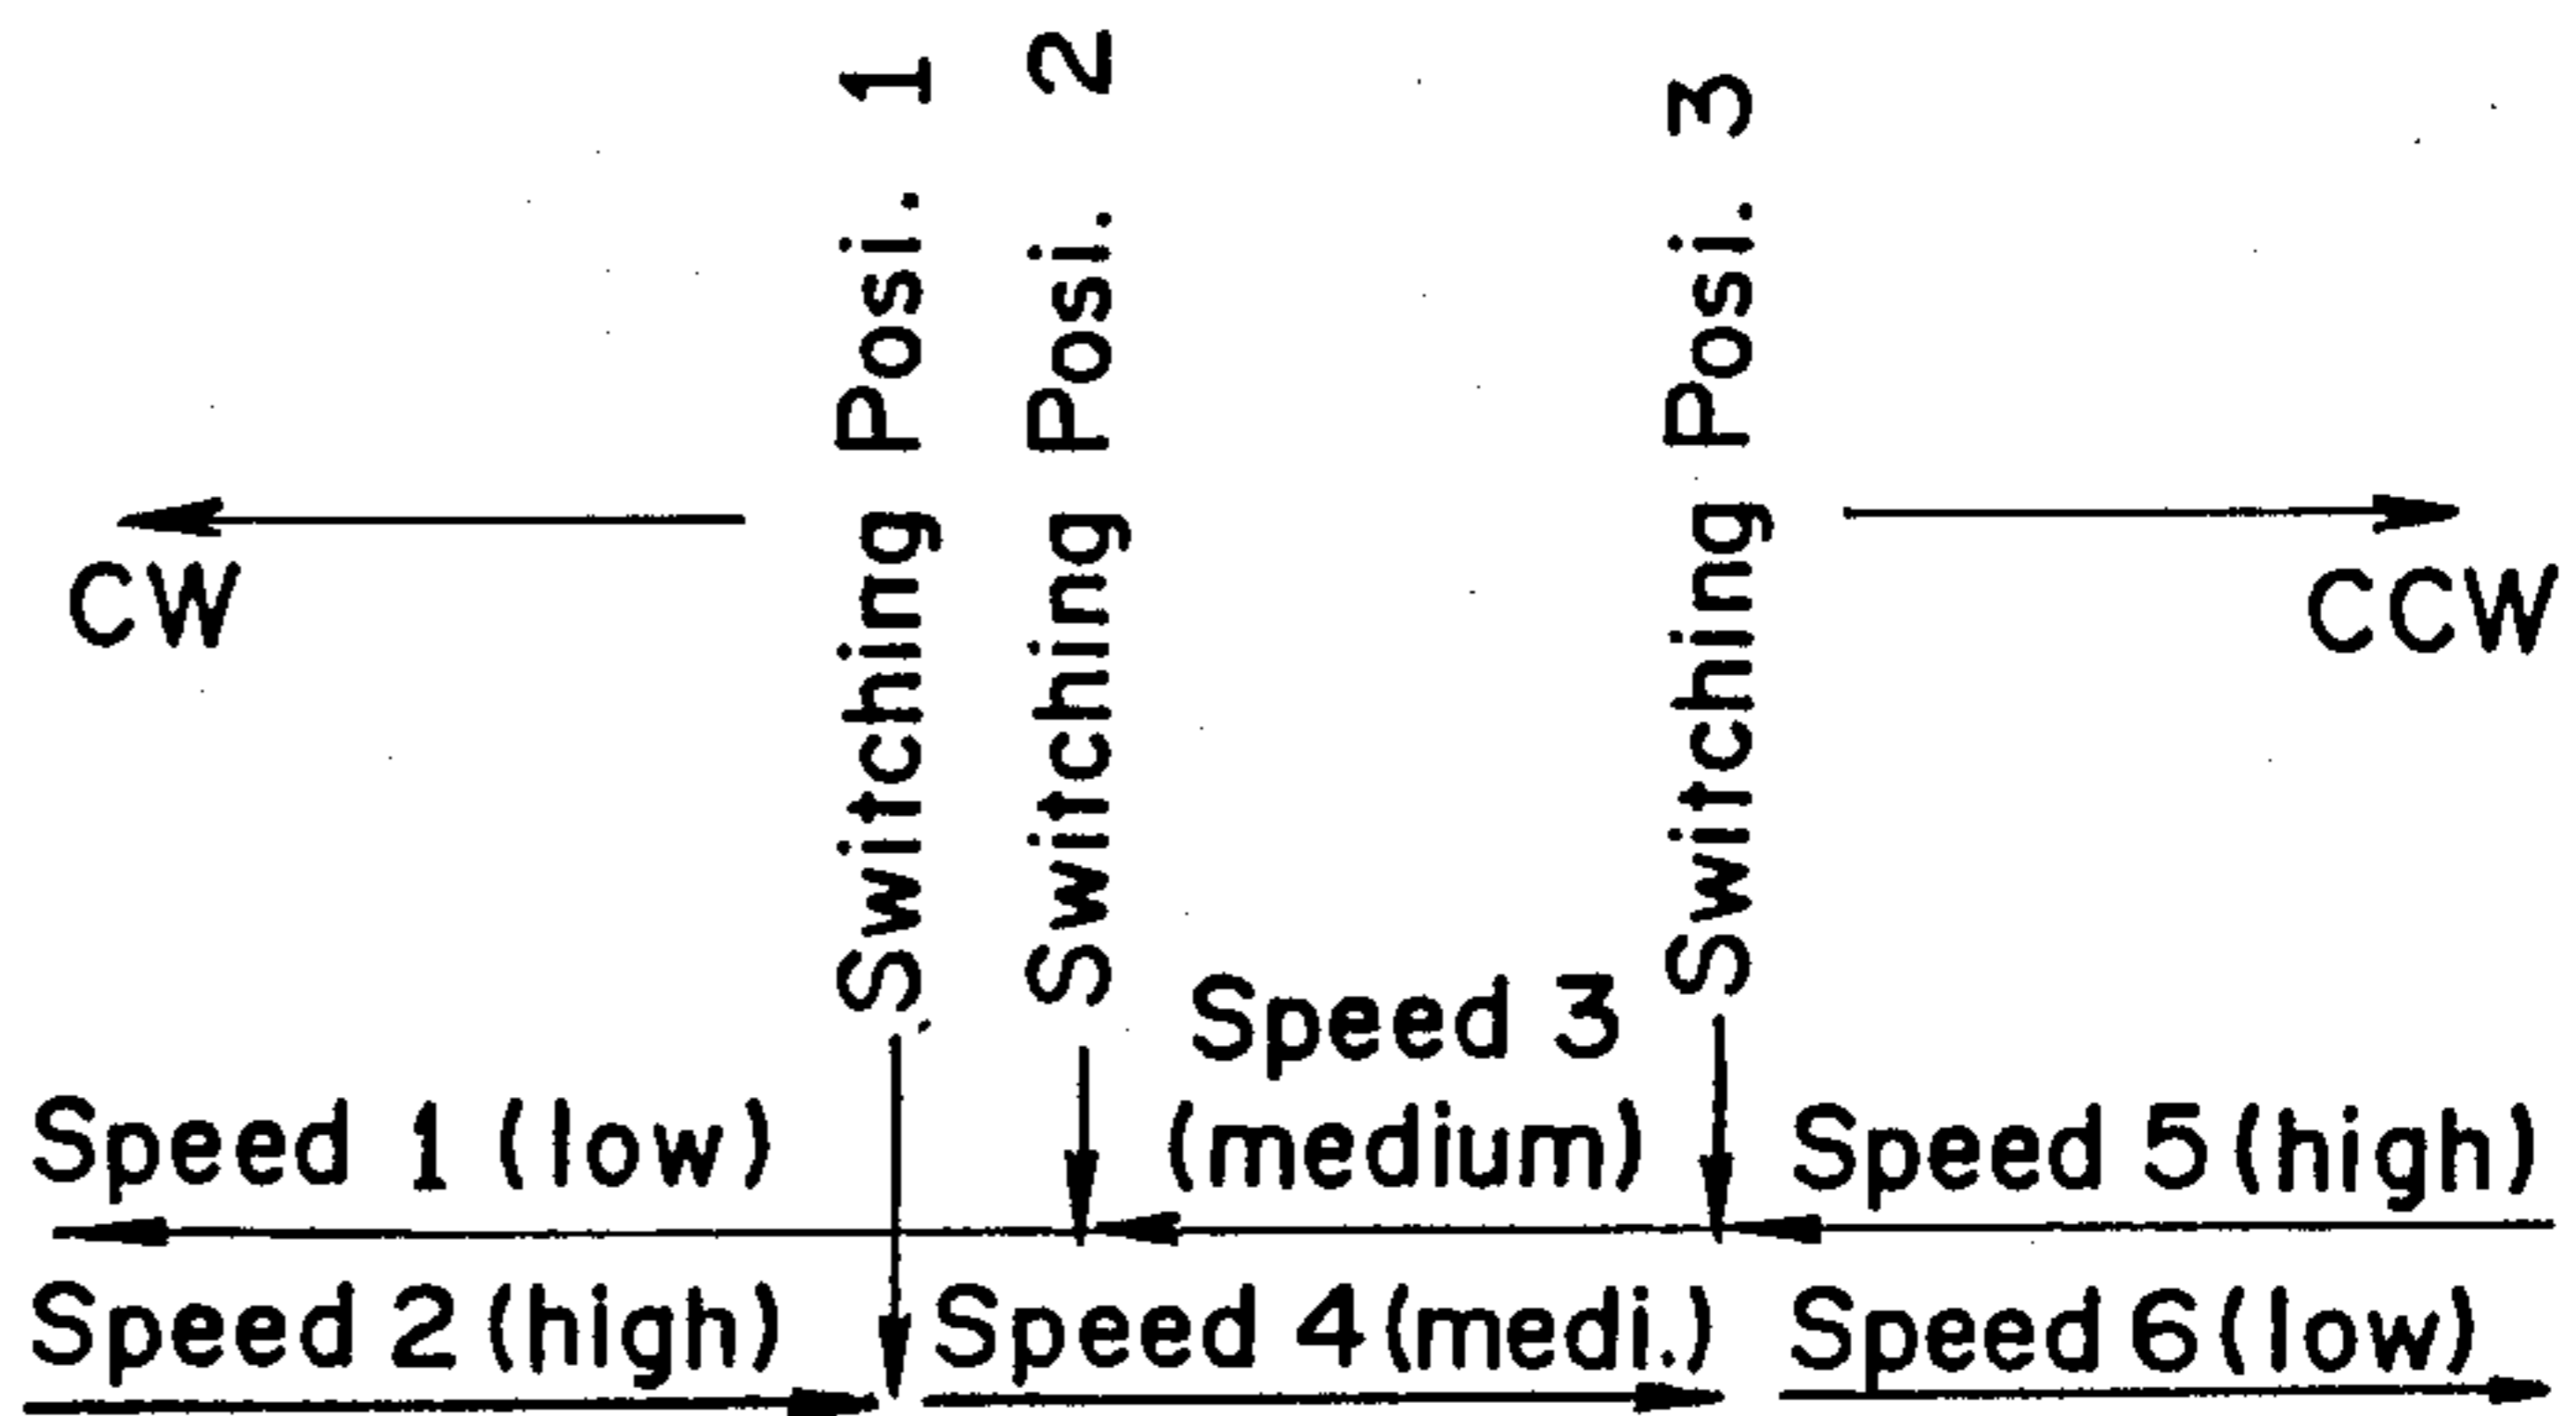 Switching Posi. 1
Switching Posi. 2
Switching Posi. 3
CW
CCW
Speed 1 (low)
Speed 3
(medium)
Speed 5 (high)
Speed 2 (high)
Speed 4 (medi.)
Speed 6 (low)